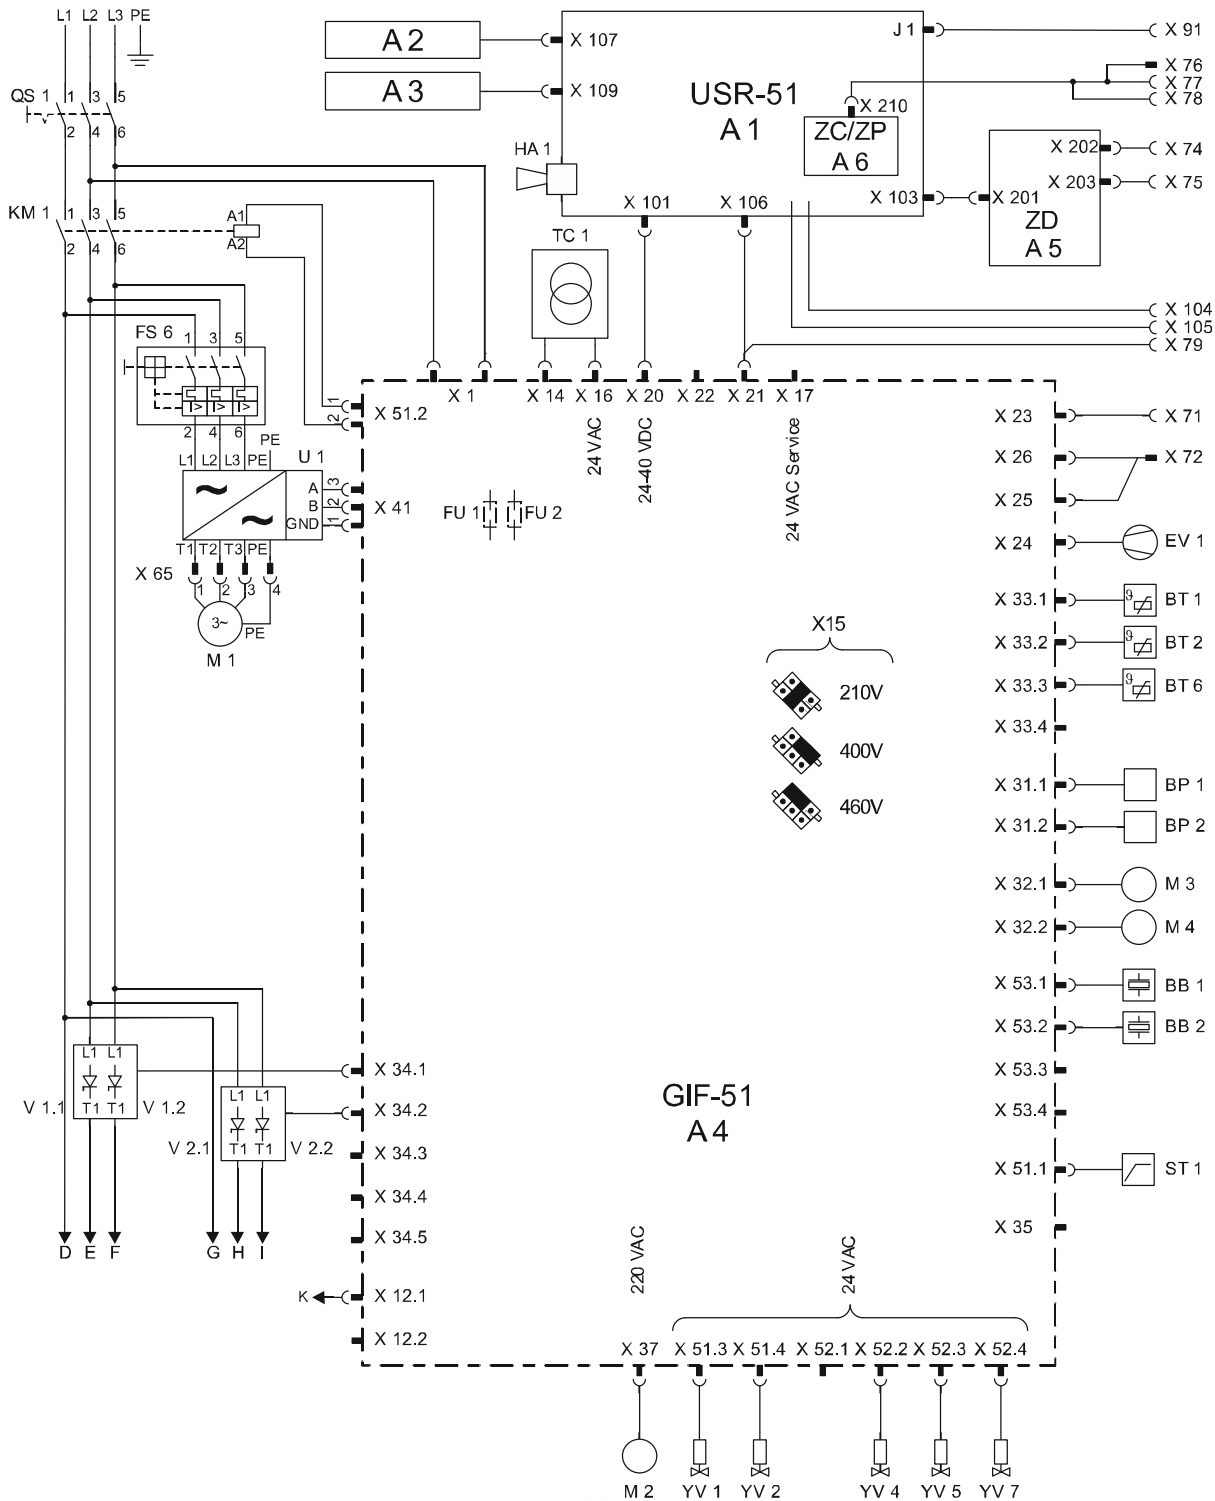 L1 L2 L3 PE
A 2
X 107
J 1
X 91
X 76
X 77
X 78
QS 1
1 3 5
2 4 6
A 3
X 109
USR-51
A 1
X 210
ZC/ZP
A 6
HA 1
X 202
X 74
X 203
X 75
X 101
X 106
X 103
X 201
ZD
A 5
KM 1
1 3 5
2 4 6
A1
A2
TC 1
X 104
X 105
X 79
FS 6
1 3 5
I> I> I>
2 4 6
X 1
X 14
X 16
X 20
X 22
X 21
X 17
24 VAC
24-40 VDC
24 VAC Service
1
2
X 51.2
PE
L1 L2 L3 PE
U 1
A 3
B 2
GND 1
X 41
FU 1
FU 2
T1 T2 T3 PE
X 65
1 2 3 4
3~
PE
M 1
X 23
X 71
X 26
X 72
X 25
X 24
EV 1
X 33.1
ϑ
BT 1
X 33.2
ϑ
BT 2
X 33.3
ϑ
BT 6
X 33.4
X15
210V
400V
460V
X 31.1
BP 1
X 31.2
BP 2
X 32.1
M 3
X 32.2
M 4
X 53.1
BB 1
X 53.2
BB 2
X 53.3
X 53.4
X 51.1
ST 1
X 35
L1 L1
V 1.1
T1 T1
V 1.2
L1 L1
V 2.1
T1 T1
V 2.2
X 34.1
X 34.2
X 34.3
X 34.4
X 34.5
GIF-51
A 4
D E F G H I
K
X 12.1
X 12.2
220 VAC
24 VAC
X 37
X 51.3
X 51.4
X 52.1
X 52.2
X 52.3
X 52.4
M 2
YV 1
YV 2
YV 4
YV 5
YV 7